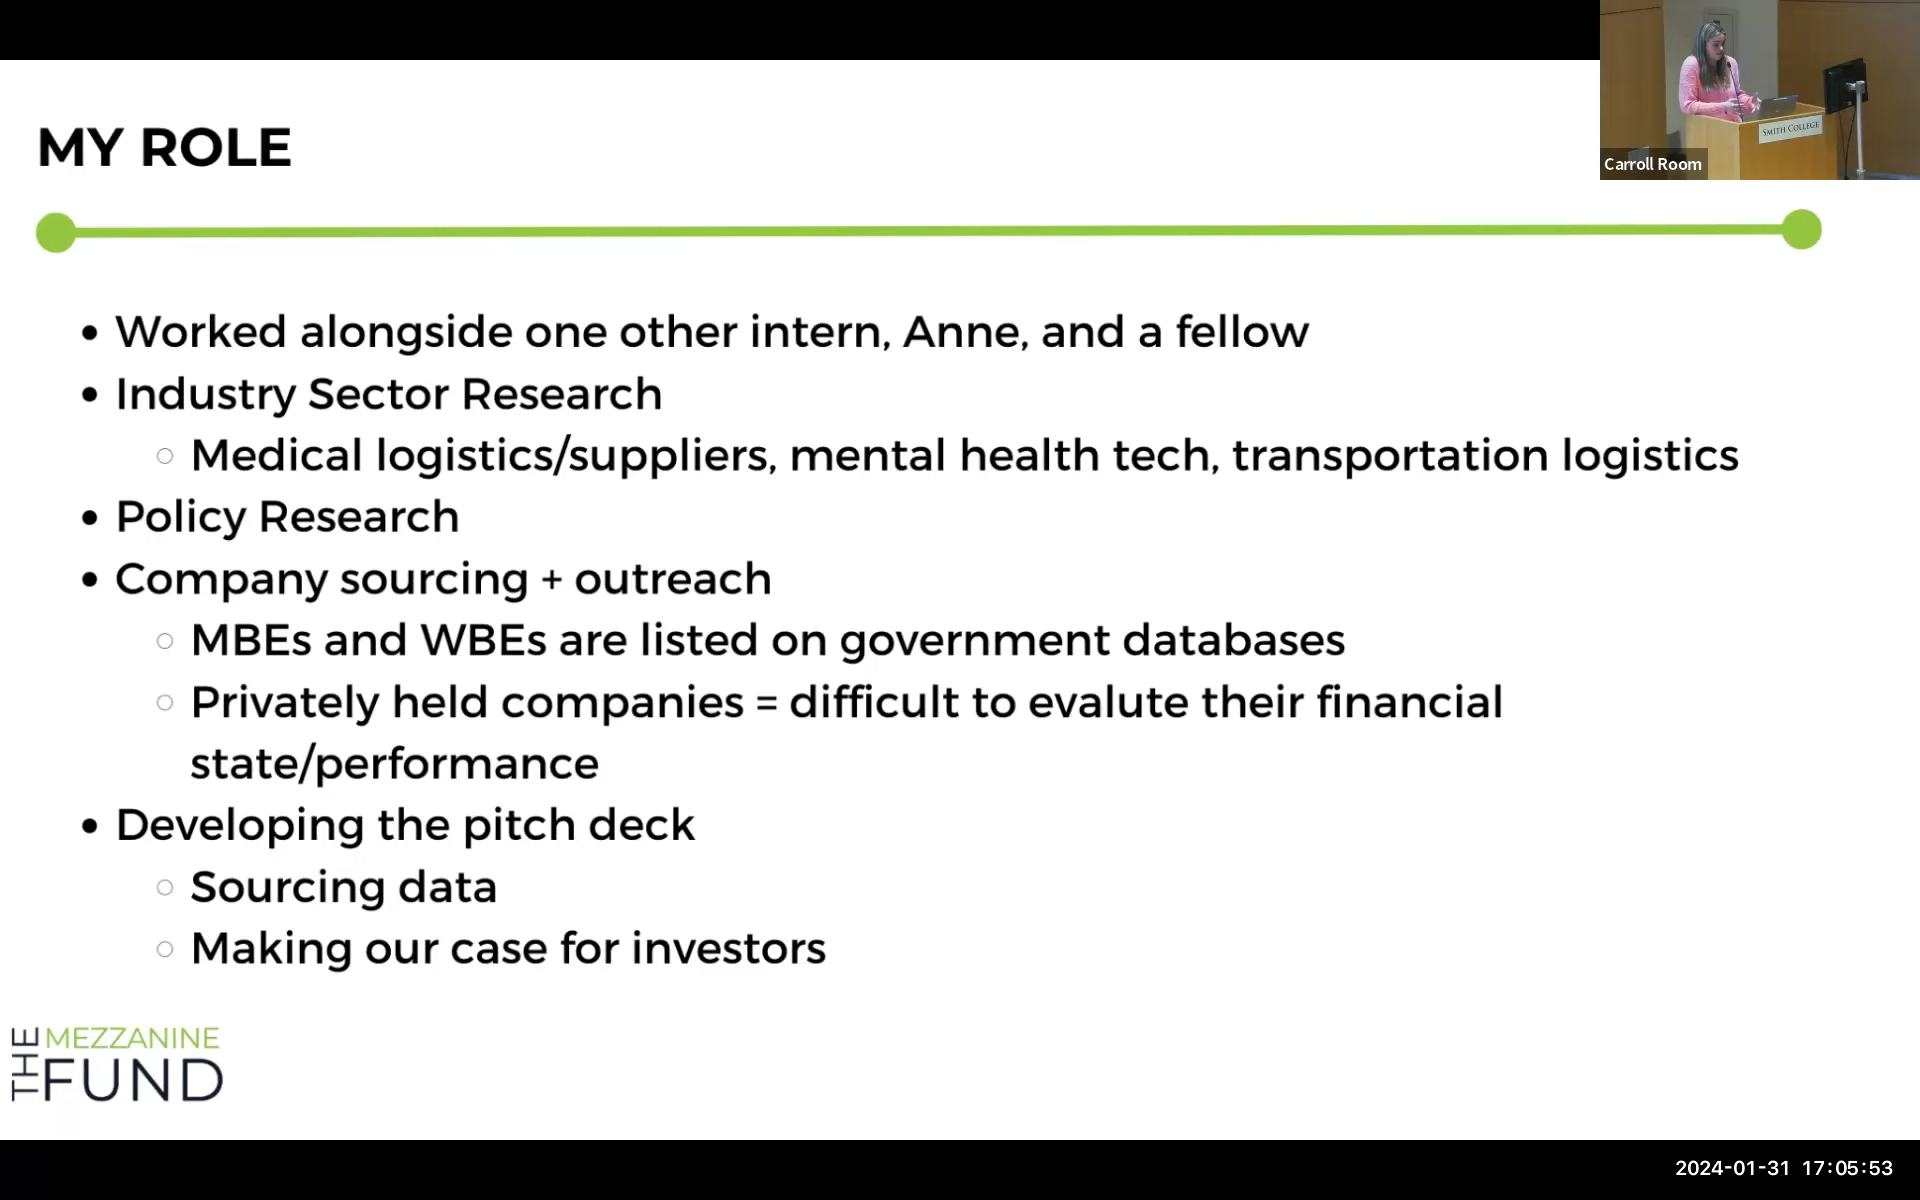 MY ROLE
SMITH COLLEGE
Carroll Room
• Worked alongside one other intern, Anne, and a fellow
• Industry Sector Research
○ Medical logistics/suppliers, mental health tech, transportation logistics
• Policy Research
• Company sourcing + outreach
○ MBEs and WBEs are listed on government databases
○ Privately held companies = difficult to evalute their financial
state/performance
• Developing the pitch deck
○ Sourcing data
○ Making our case for investors
THE MEZZANINE
FUND
2024-01-31 17:05:53